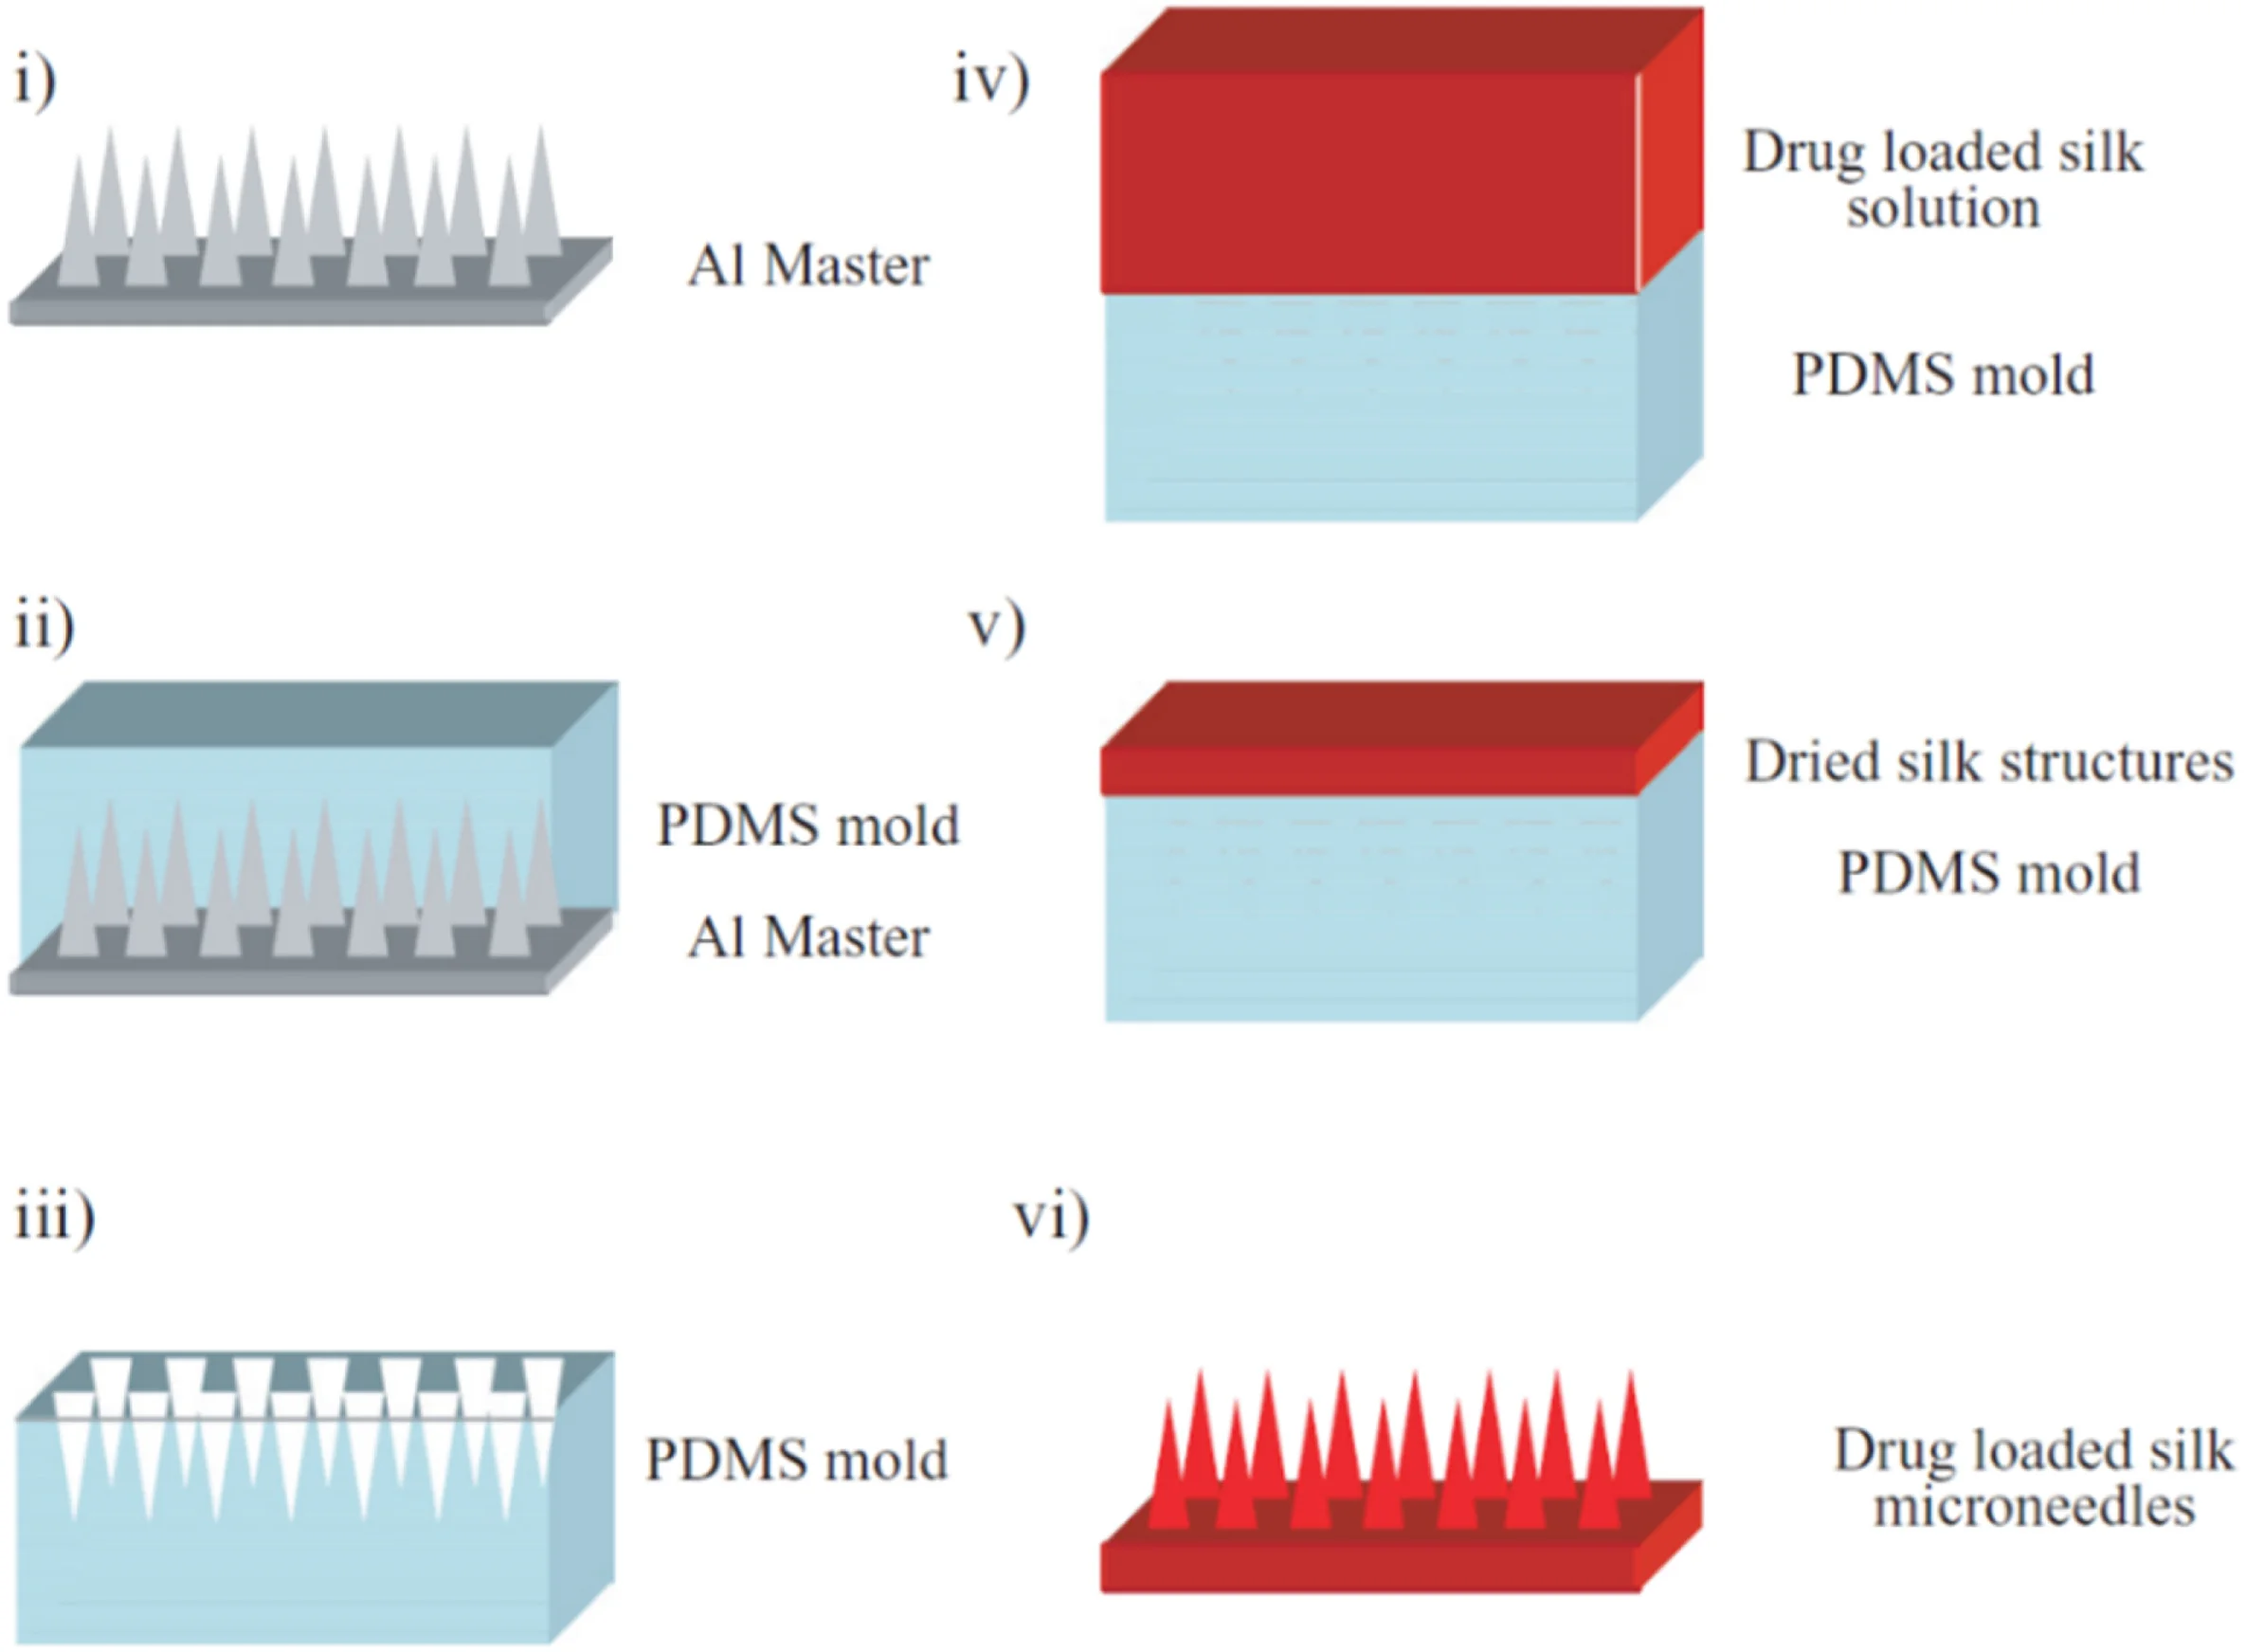 i)
Al Master
ii)
PDMS mold
Al Master
iii)
PDMS mold
iv)
Drug loaded silk
solution
PDMS mold
v)
Dried silk structures
PDMS mold
vi)
Drug loaded silk
microneedles